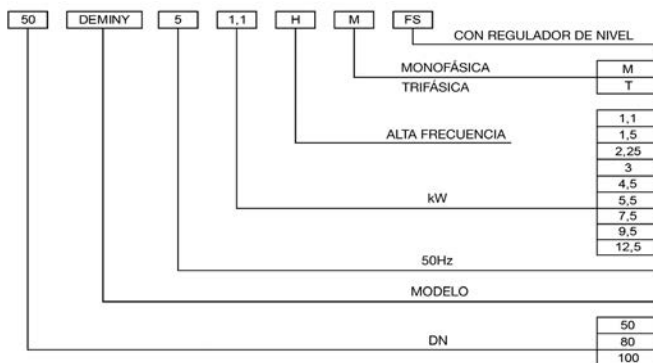 50 DEMINY 5 1,1 H M FS
CON REGULADOR DE NIVEL
MONOFÁSICA M
TRIFÁSICA T
ALTA FRECUENCIA
1,1
1,5
2,25
3
4,5
kW 5,5
7,5
9,5
12,5
50Hz
MODELO
50
DN 80
100